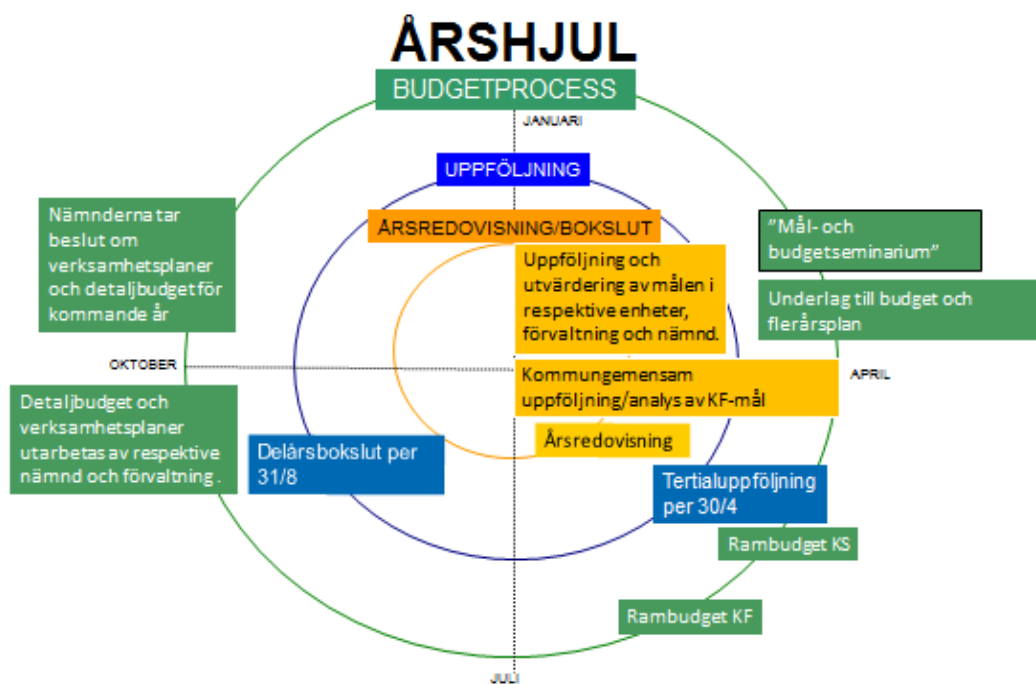 ÅRSHJUL
BUDGETPROCESS
JANUARI
UPPFÖLJNING
ÅRSREDOVISNING/BOKSLUT
Nämnderna tar
beslut om
verksamhetsplaner
och detaljbudget för
kommande år
"Mål- och
budgetseminarium"
Uppföljning och
utvärdering av målen i
respektive enheter,
förvaltning och nämnd.
Underlag till budget och
flerårsplan
OKTOBER
APRIL
Kommungemensam
uppföljning/analys av KF-mål
Detaljbudget och
verksamhetsplaner
utarbetas av respektive
nämnd och förvaltning.
Årsredovisning
Delårsbokslut per
31/8
Tertialuppföljning
per 30/4
Rambudget KS
Rambudget KF
JULI